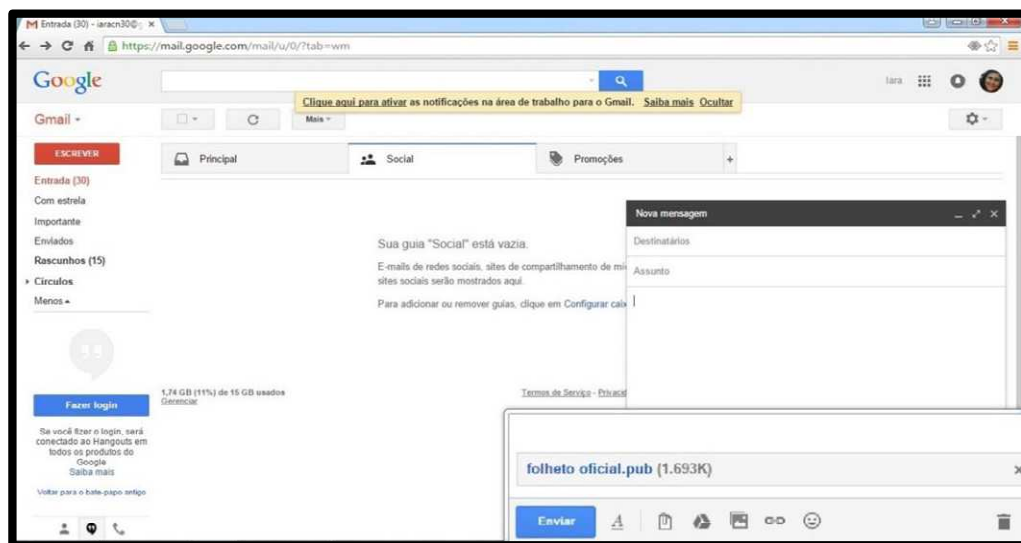 Entrada (30) - iaracn30@
https://mail.google.com/mail/u/0/?tab=wm
Google
Iara
Clique aqui para ativar as notificações na área de trabalho para o Gmail. Saiba mais Ocultar
Gmail
Mais
ESCREVER
Principal
Social
Promoções
+
Entrada (30)
Com estrela
Importante
Enviados
Rascunhos (15)
Círculos
Menos
Sua guia "Social" está vazia.
E-mails de redes sociais, sites de compartilhamento de
sites sociais serão mostrados aqui.
Para adicionar ou remover guias, clique em Configurar
Nova mensagem
Destinatários
Assunto
1,74 GB (11%) de 15 GB usados
Gerenciar
Termos de Serviço -
Fazer login
Se você fizer o login, será
conectado ao Hangouts em
todos os produtos do
Google
Saiba mais
Voltar para o bate-papo antigo
folheto oficial.pub (1.693K)
Enviar
A